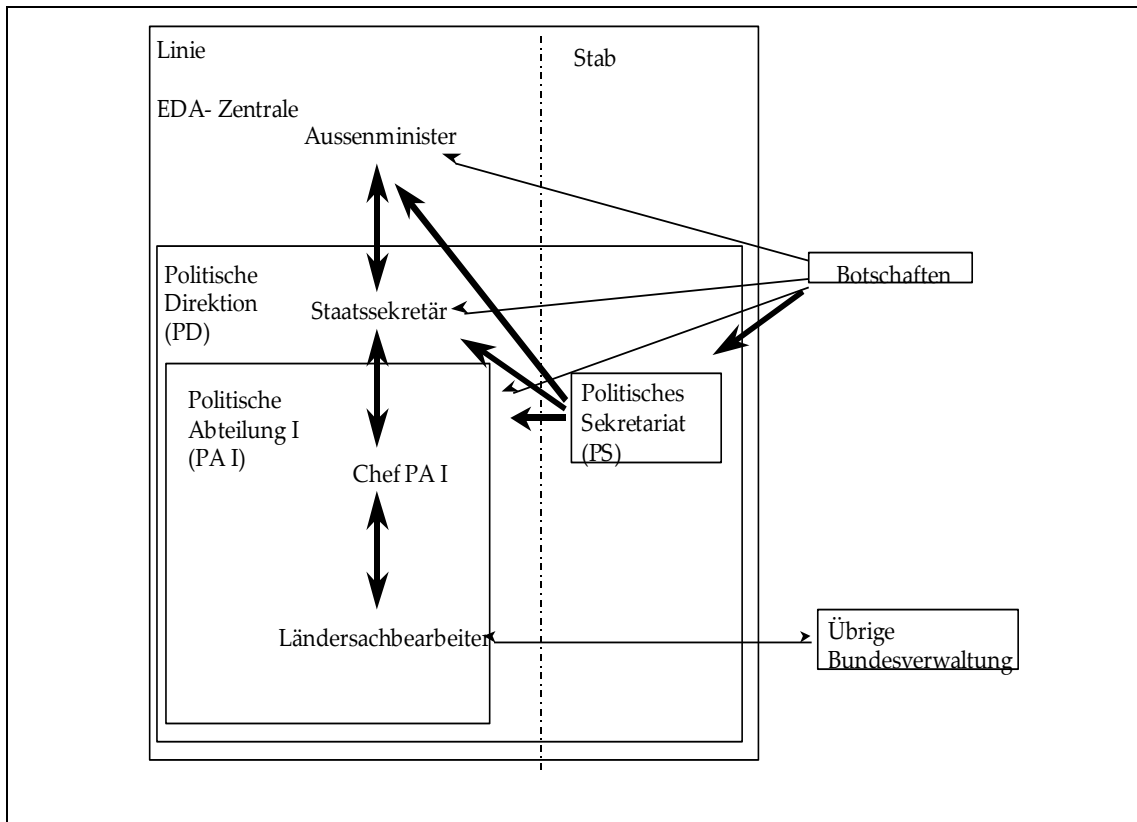 Linie
Stab
EDA- Zentrale
Aussenminister
Politische
Direktion
(PD)
Staatssekretär
Botschaften
Politische
Abteilung I
(PA I)
Politisches
Sekretariat
(PS)
Chef PA I
Ländersachbearbeiter
Übrige
Bundesverwaltung